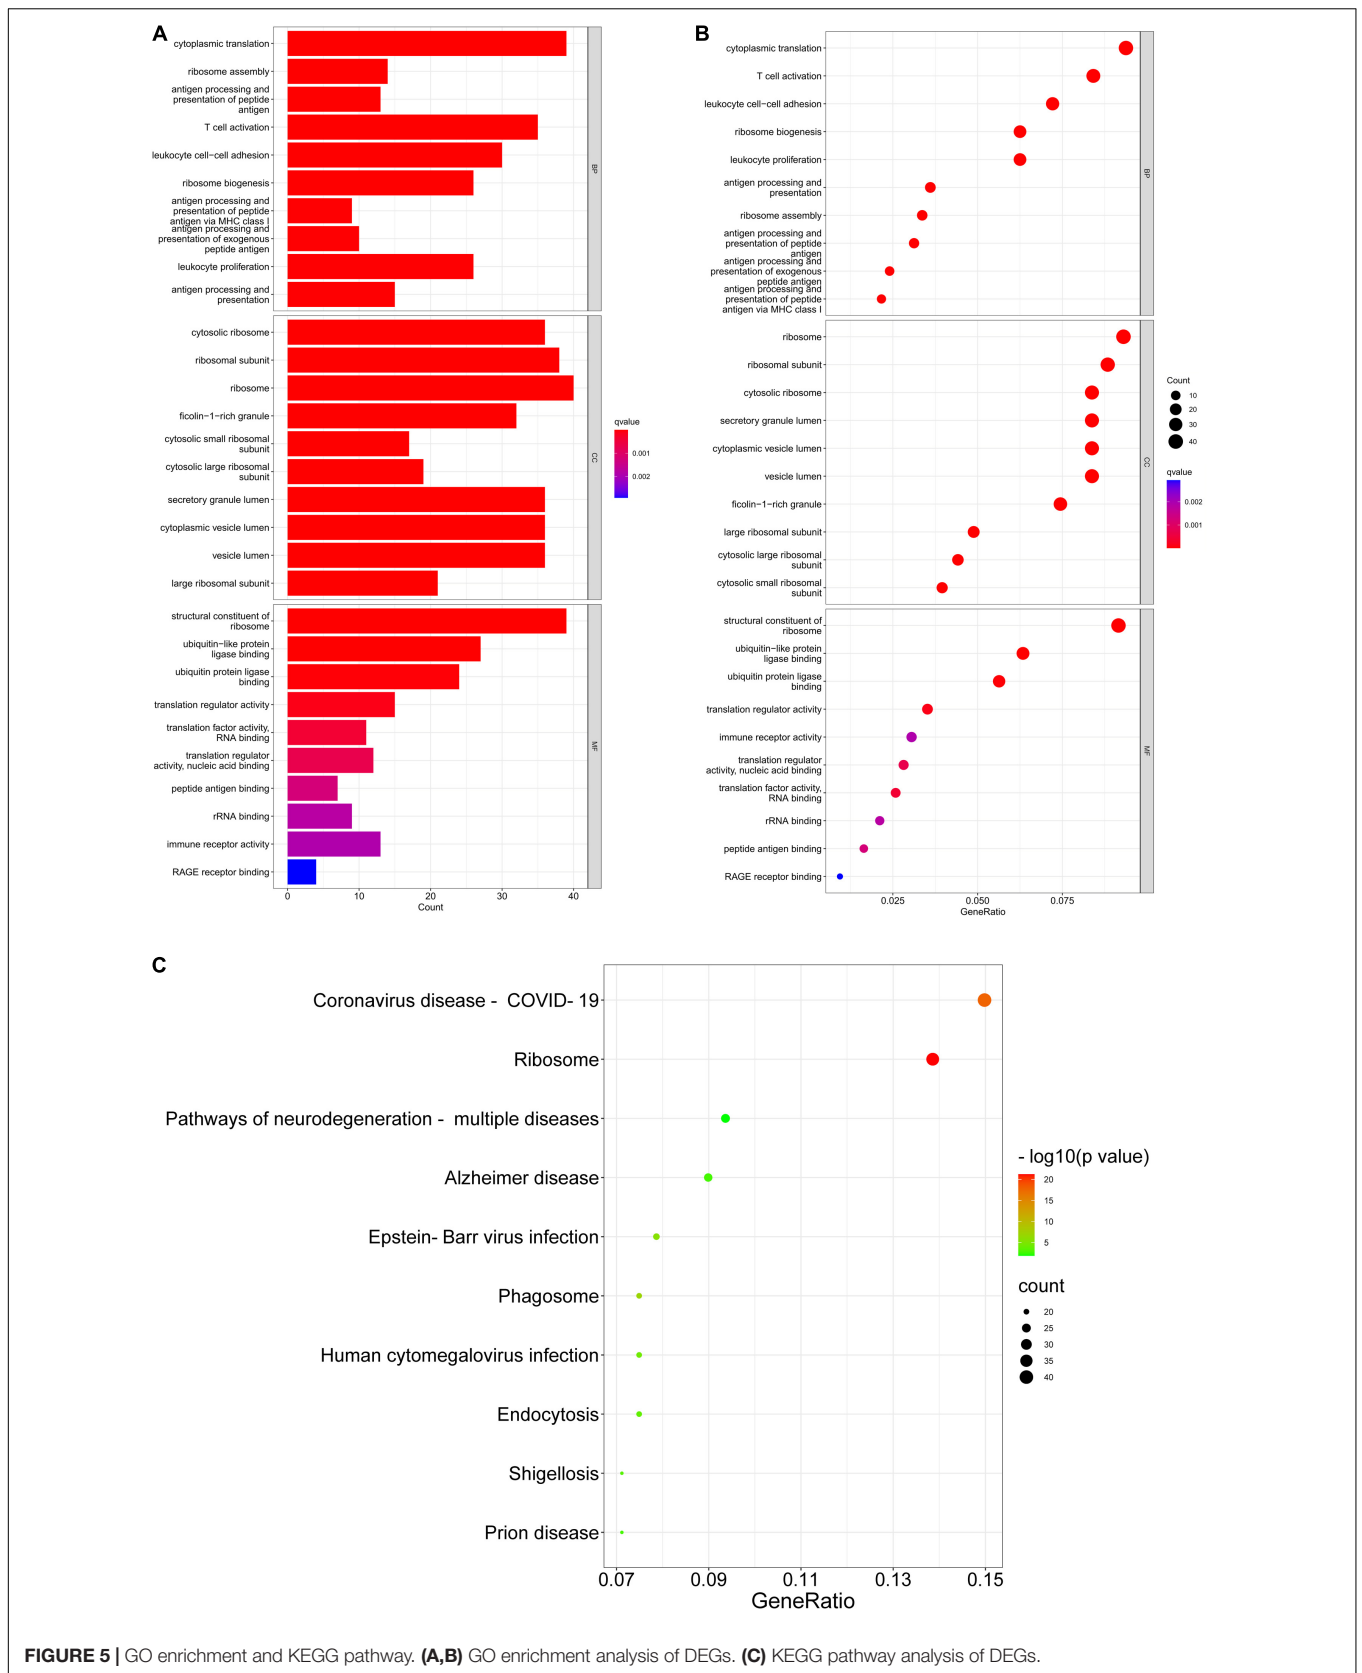 A
cytoplasmic translation
ribosome assembly
antigen processing and
presentation of peptide
antigen
T cell activation
leukocyte cell−cell adhesion
ribosome biogenesis
antigen processing and
presentation of peptide
antigen via MHC class I
antigen processing and
presentation of exogenous
peptide antigen
leukocyte proliferation
antigen processing and
presentation
BP
cytosolic ribosome
ribosomal subunit
ribosome
ficolin−1−rich granule
cytosolic small ribosomal
subunit
cytosolic large ribosomal
subunit
secretory granule lumen
cytoplasmic vesicle lumen
vesicle lumen
large ribosomal subunit
CC
structural constituent of
ribosome
ubiquitin−like protein
ligase binding
ubiquitin protein ligase
binding
translation regulator activity
translation factor activity,
RNA binding
translation regulator
activity, nucleic acid binding
peptide antigen binding
rRNA binding
immune receptor activity
RAGE receptor binding
MF
0 10 20 30 40
Count
qvalue
0.001
0.002
B
cytoplasmic translation
T cell activation
leukocyte cell−cell adhesion
ribosome biogenesis
leukocyte proliferation
antigen processing and
presentation
ribosome assembly
antigen processing and
presentation of peptide
antigen
antigen processing and
presentation of exogenous
peptide antigen
antigen processing and
presentation of peptide
antigen via MHC class I
BP
ribosome
ribosomal subunit
cytosolic ribosome
secretory granule lumen
cytoplasmic vesicle lumen
vesicle lumen
ficolin−1−rich granule
large ribosomal subunit
cytosolic large ribosomal
subunit
cytosolic small ribosomal
subunit
CC
structural constituent of
ribosome
ubiquitin−like protein
ligase binding
ubiquitin protein ligase
binding
translation regulator activity
immune receptor activity
translation regulator
activity, nucleic acid binding
translation factor activity,
RNA binding
rRNA binding
peptide antigen binding
RAGE receptor binding
MF
0.025 0.050 0.075
GeneRatio
Count
10
20
30
40
qvalue
0.002
0.001
C
Coronavirus disease - COVID- 19
Ribosome
Pathways of neurodegeneration - multiple diseases
Alzheimer disease
Epstein- Barr virus infection
Phagosome
Human cytomegalovirus infection
Endocytosis
Shigellosis
Prion disease
0.07 0.09 0.11 0.13 0.15
GeneRatio
- log10(p value)
20
15
10
5
count
20
25
30
35
40
FIGURE 5 | GO enrichment and KEGG pathway. (A,B) GO enrichment analysis of DEGs. (C) KEGG pathway analysis of DEGs.